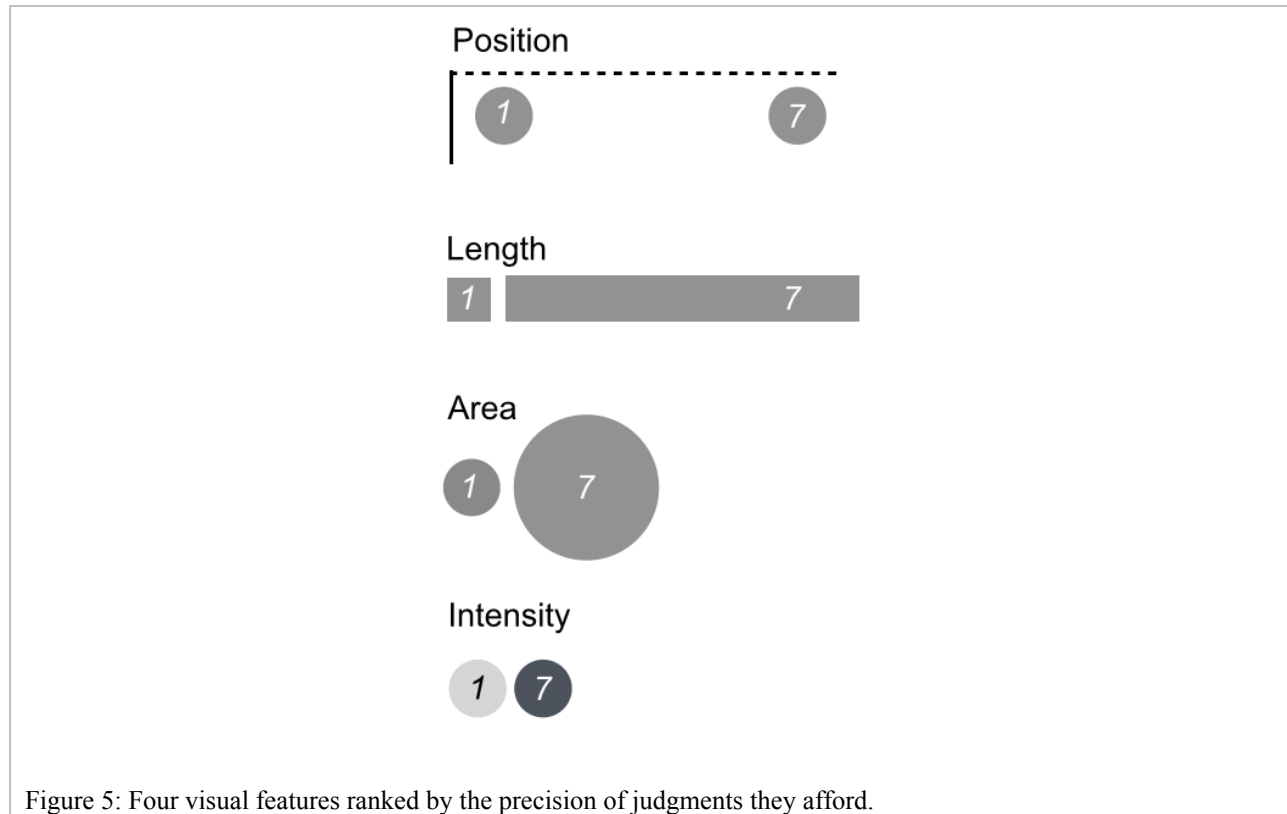 Position
1 7
Length
1 7
Area
1 7
Intensity
1 7
Figure 5: Four visual features ranked by the precision of judgments they afford.